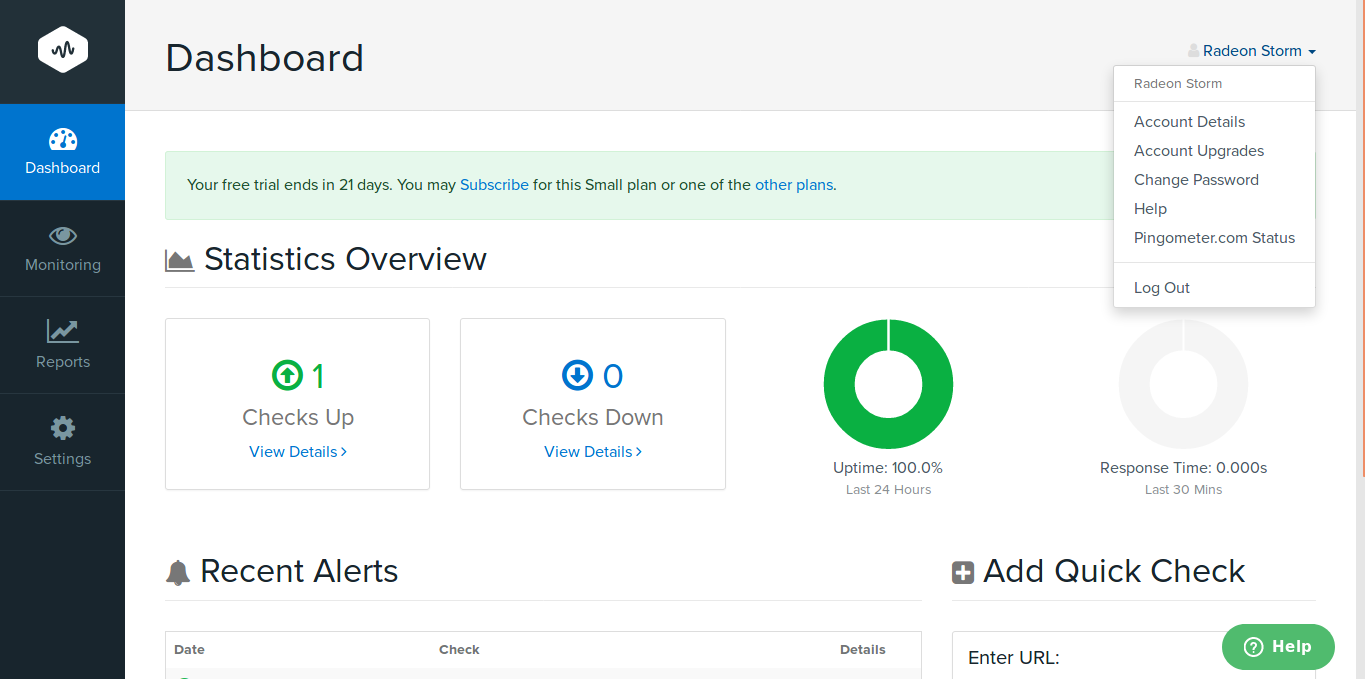 Dashboard
Radeon Storm
Radeon Storm
Account Details
Account Upgrades
Change Password
Help
Pingometer.com Status
Log Out
Dashboard
Monitoring
Reports
Settings
Your free trial ends in 21 days. You may Subscribe for this Small plan or one of the other plans.
Statistics Overview
1
Checks Up
View Details
0
Checks Down
View Details
Uptime: 100.0%
Last 24 Hours
Response Time: 0.000s
Last 30 Mins
Recent Alerts
Date Check Details
Add Quick Check
Enter URL:
Help